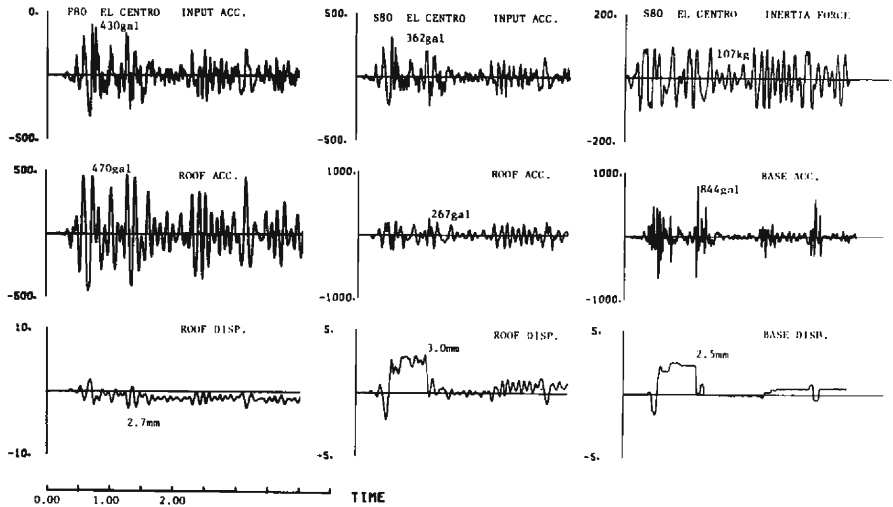 F80 EL CENTRO INPUT ACC.
0.
430gal
-500.
S80 EL CENTRO INPUT ACC.
500.
362gal
-500.
S80 EL CENTRO INERTIA FORCE
200.
107kg
-200.
ROOF ACC.
500.
470gal
-500.
ROOF ACC.
1000.
267gal
-1000.
BASE ACC.
1000.
844gal
-1000.
ROOF DISP.
10.
2.7mm
-10.
ROOF DISP.
5.
3.0mm
-5.
BASE DISP.
5.
2.5mm
-5.
0.00 1.00 2.00 TIME